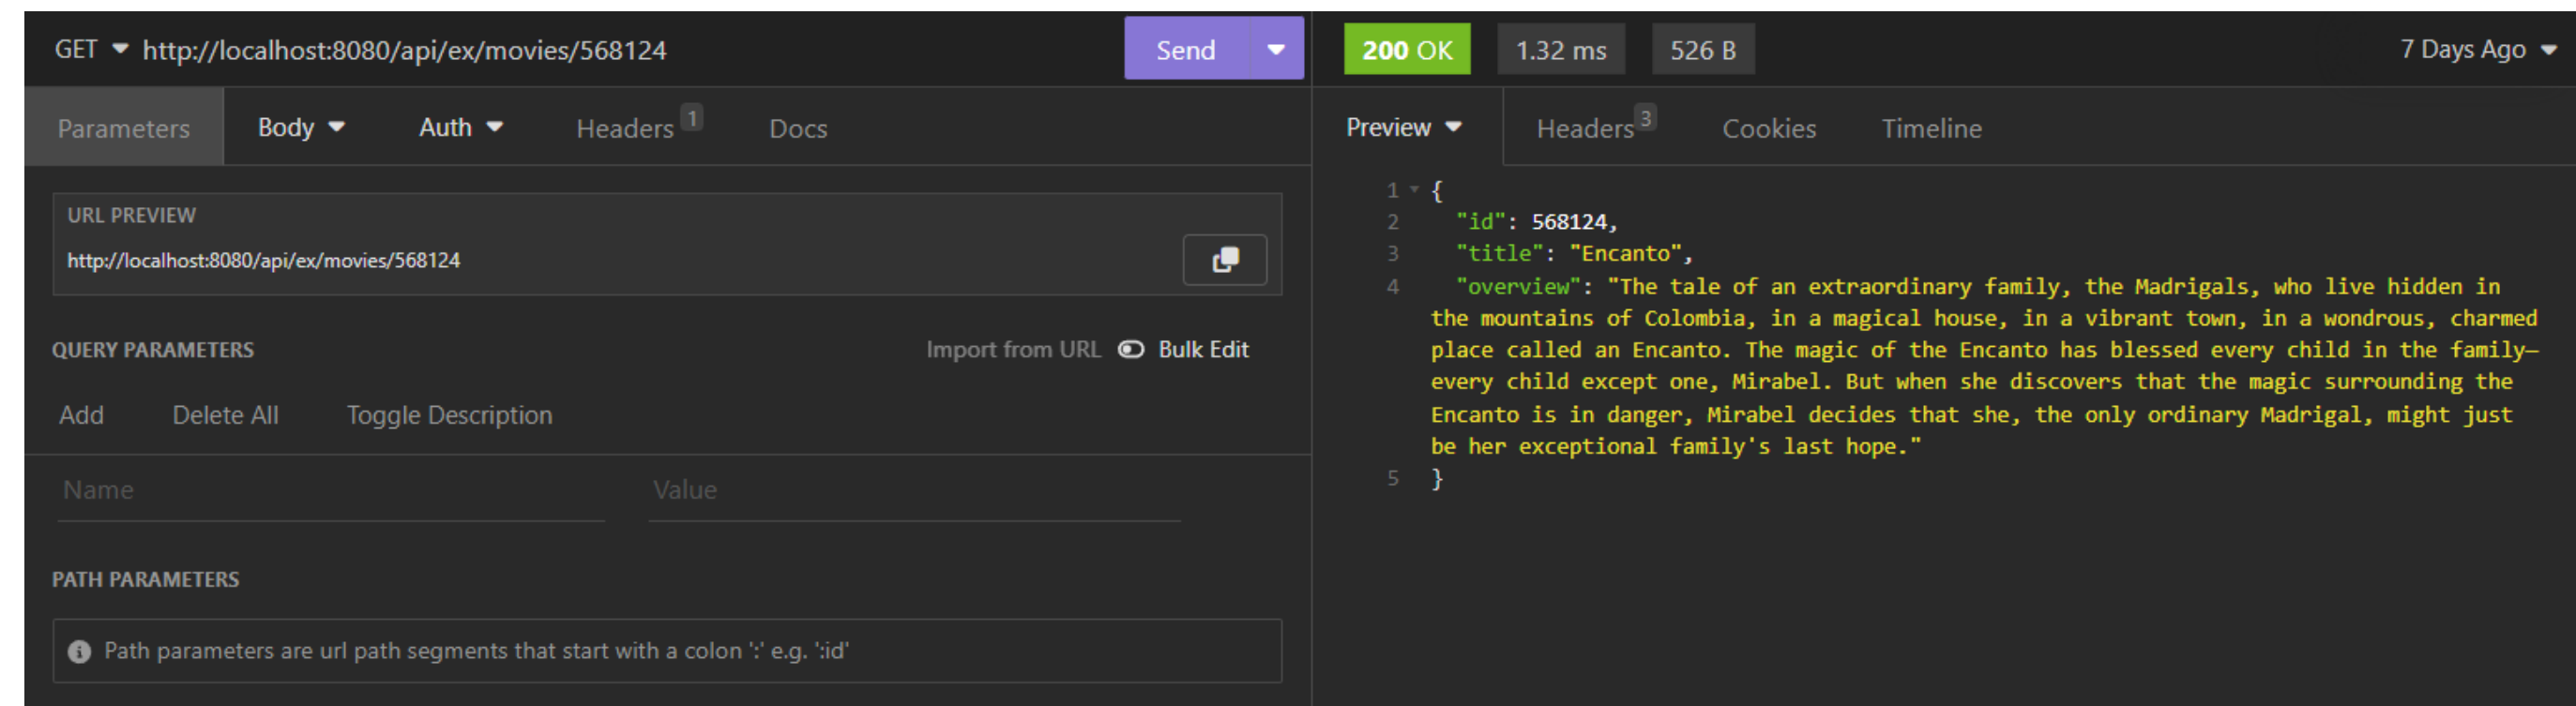 GET http://localhost:8080/api/ex/movies/568124
Send
200 OK 1.32 ms 526 B
7 Days Ago
Parameters Body Auth Headers 1 Docs
Preview Headers 3 Cookies Timeline
URL PREVIEW
http://localhost:8080/api/ex/movies/568124
QUERY PARAMETERS
Import from URL Bulk Edit
Add Delete All Toggle Description
Name Value
PATH PARAMETERS
Path parameters are url path segments that start with a colon ':' e.g. ':id'
1 {
2 "id": 568124,
3 "title": "Encanto",
4 "overview": "The tale of an extraordinary family, the Madrigals, who live hidden in
the mountains of Colombia, in a magical house, in a vibrant town, in a wondrous, charmed
place called an Encanto. The magic of the Encanto has blessed every child in the family—
every child except one, Mirabel. But when she discovers that the magic surrounding the
Encanto is in danger, Mirabel decides that she, the only ordinary Madrigal, might just
be her exceptional family's last hope."
5 }